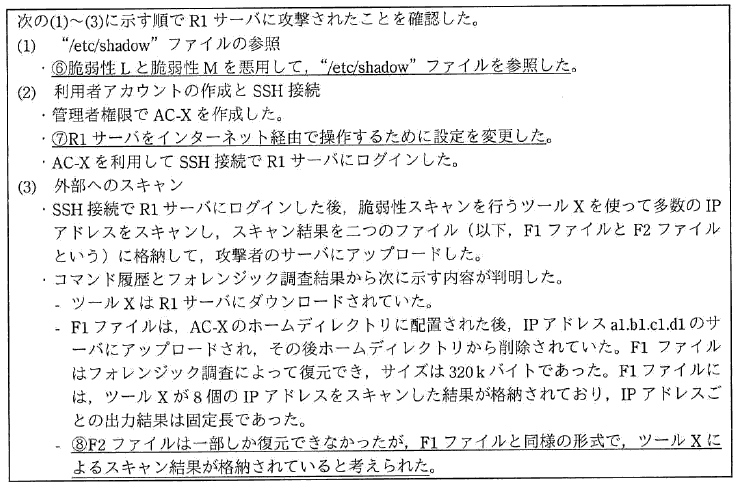 次の(1)～(3)に示す順で R1 サーバに攻撃されたことを確認した。
(1) “/etc/shadow” ファイルの参照
・⑥脆弱性 L と脆弱性 M を悪用して，“/etc/shadow” ファイルを参照した。
(2) 利用者アカウントの作成と SSH 接続
・管理者権限で AC-X を作成した。
・⑦R1 サーバをインターネット経由で操作するために設定を変更した。
・AC-X を利用して SSH 接続で R1 サーバにログインした。
(3) 外部へのスキャン
・SSH 接続で R1 サーバにログインした後，脆弱性スキャンを行うツール X を使って多数の IP
アドレスをスキャンし，スキャン結果を二つのファイル（以下，F1 ファイルと F2 ファイル
という）に格納して，攻撃者のサーバにアップロードした。
・コマンド履歴とフォレンジック調査結果から次に示す内容が判明した。
- ツール X は R1 サーバにダウンロードされていた。
- F1 ファイルは，AC-X のホームディレクトリに配置された後，IP アドレス a1.b1.c1.d1 のサ
ーバにアップロードされ，その後ホームディレクトリから削除されていた。F1 ファイル
はフォレンジック調査によって復元でき，サイズは 320 k バイトであった。F1 ファイルに
は，ツール X が 8 個の IP アドレスをスキャンした結果が格納されており，IP アドレスご
との出力結果は固定長であった。
- ⑧F2 ファイルは一部しか復元できなかったが，F1 ファイルと同様の形式で，ツール X に
よるスキャン結果が格納されていると考えられた。